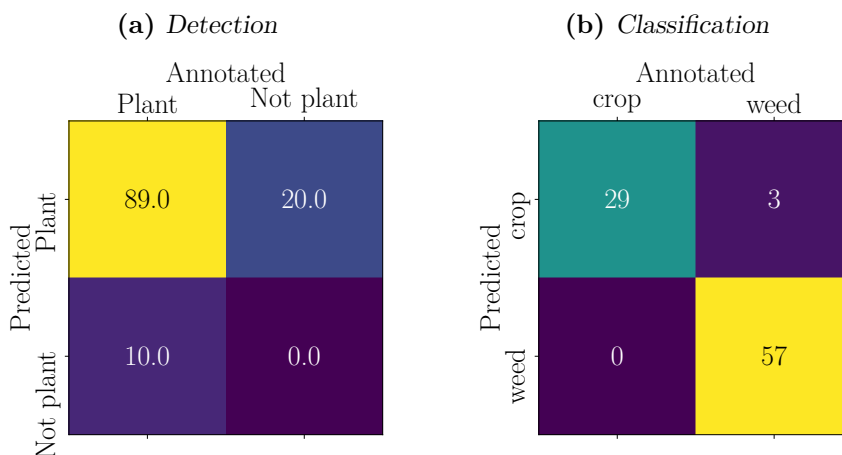 (a) Detection
Annotated
Plant Not plant
Predicted
Plant
89.0 20.0
Not plant
10.0 0.0
(b) Classification
Annotated
crop weed
Predicted
crop
29 3
weed
0 57